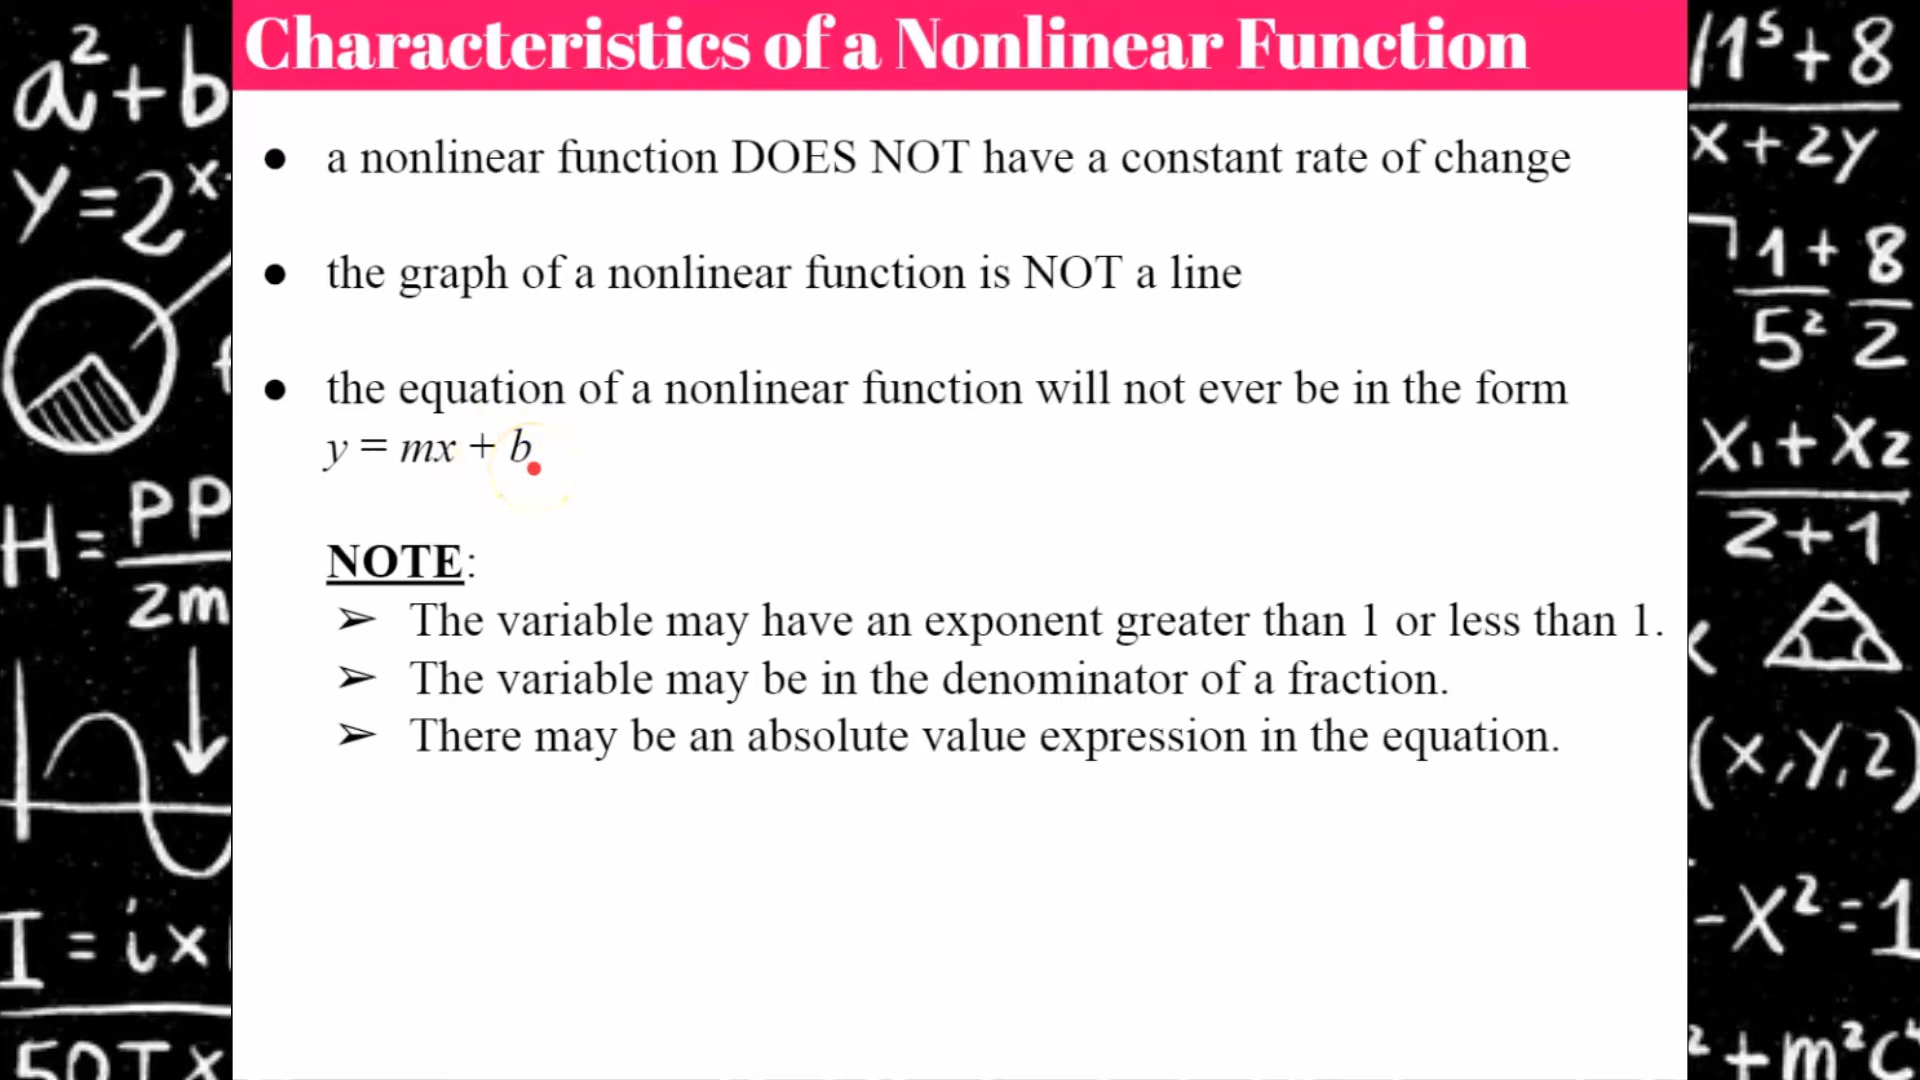 Characteristics of a Nonlinear Function
● a nonlinear function DOES NOT have a constant rate of change
● the graph of a nonlinear function is NOT a line
● the equation of a nonlinear function will not ever be in the form
y = mx + b
NOTE:
➢ The variable may have an exponent greater than 1 or less than 1.
➢ The variable may be in the denominator of a fraction.
➢ There may be an absolute value expression in the equation.
a² + b
y = 2ˣ
H = PP
2m
I = ix
50Tx
1⁵ + 8
x + 2y
1 + 8
5² 2
x₁ + x₂
2 + 1
(x, y, 2)
-x² = 1
² + m²c⁴